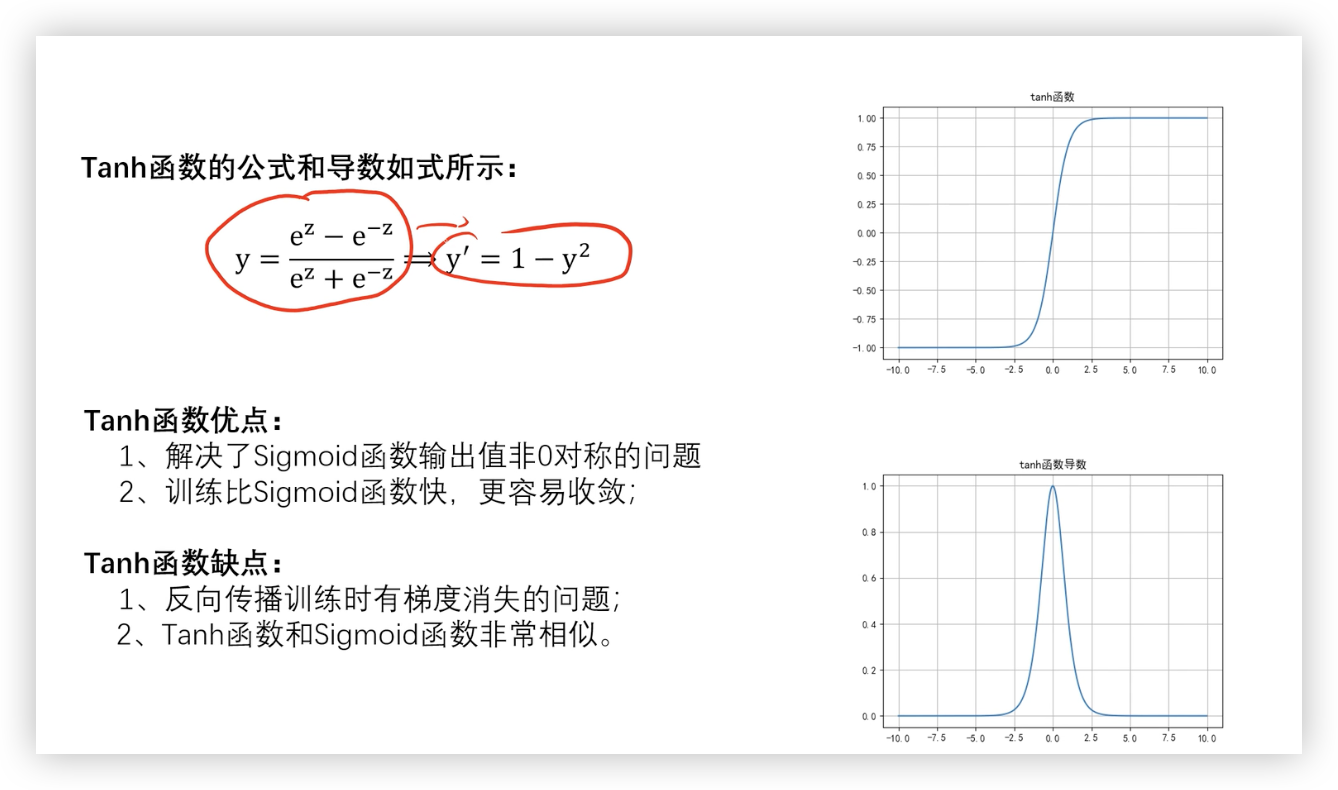 Tanh函数的公式和导数如式所示：
y = (e^z − e^−z) / (e^z + e^−z) ⟹ y′ = 1 − y²
Tanh函数优点：
1、解决了Sigmoid函数输出值非0对称的问题
2、训练比Sigmoid函数快，更容易收敛；
Tanh函数缺点：
1、反向传播训练时有梯度消失的问题；
2、Tanh函数和Sigmoid函数非常相似。
tanh函数
1.00
0.75
0.50
0.25
0.00
−0.25
−0.50
−0.75
−1.00
−10.0 −7.5 −5.0 −2.5 0.0 2.5 5.0 7.5 10.0
tanh函数导数
1.0
0.8
0.6
0.4
0.2
0.0
−10.0 −7.5 −5.0 −2.5 0.0 2.5 5.0 7.5 10.0